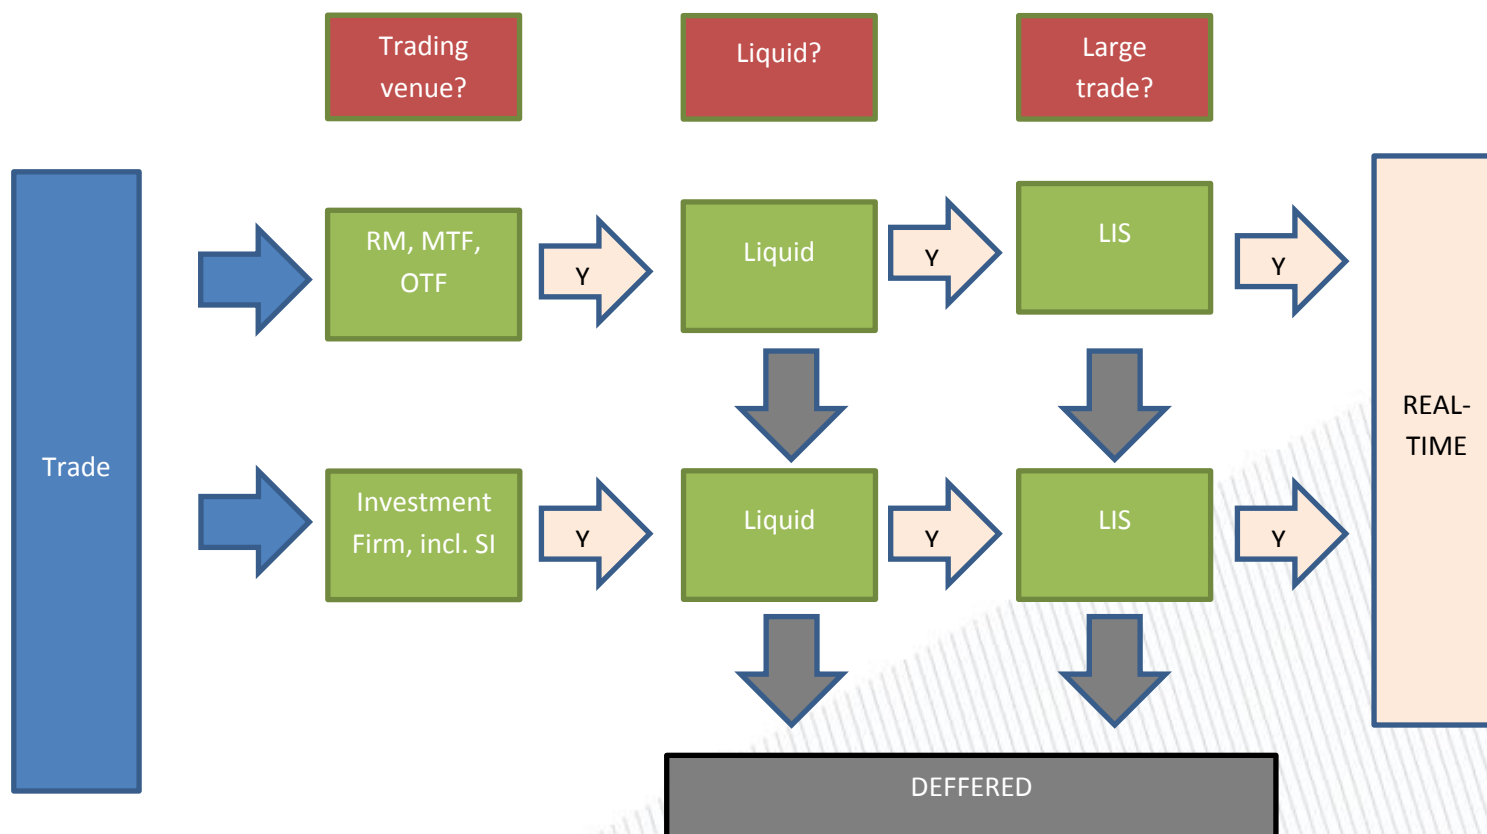 Trading
venue?
Liquid?
Large
trade?
Trade
RM, MTF,
OTF
Y
Liquid
Y
LIS
Y
Investment
Firm, incl. SI
Y
Liquid
Y
LIS
Y
REAL-
TIME
DEFFERED